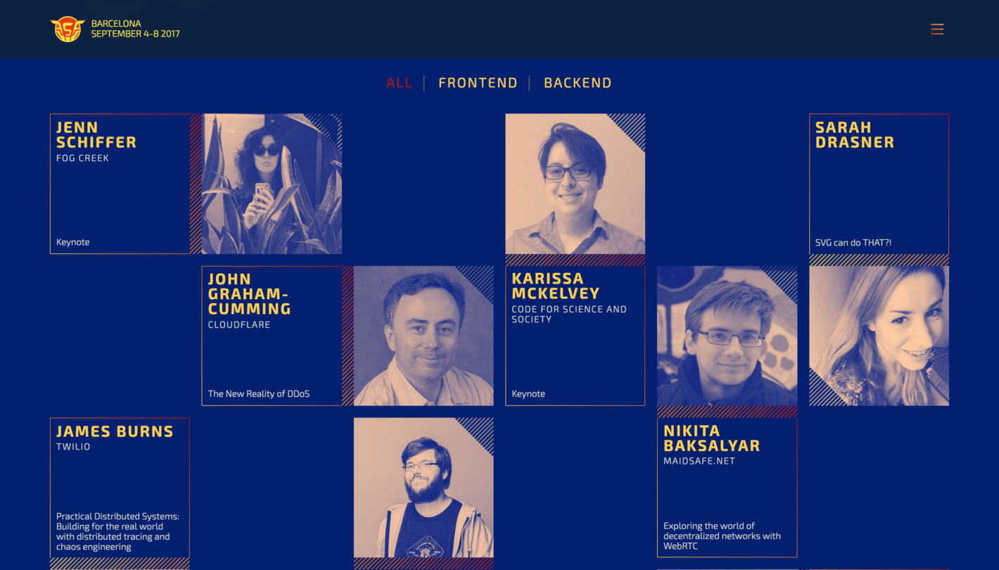 BARCELONA
SEPTEMBER 4-8 2017
ALL
FRONTEND
BACKEND
JENN
SCHIFFER
FOG CREEK
Keynote
SARAH
DRASNER
SVG can do THAT?!
JOHN
GRAHAM-
CUMMING
CLOUDFLARE
The New Reality of DDoS
KARISSA
MCKELVEY
CODE FOR SCIENCE AND
SOCIETY
Keynote
JAMES BURNS
TWILIO
Practical Distributed Systems:
Building for the real world
with distributed tracing and
chaos engineering
NIKITA
BAKSALYAR
MAIDSAFE.NET
Exploring the world of
decentralized networks with
WebRTC